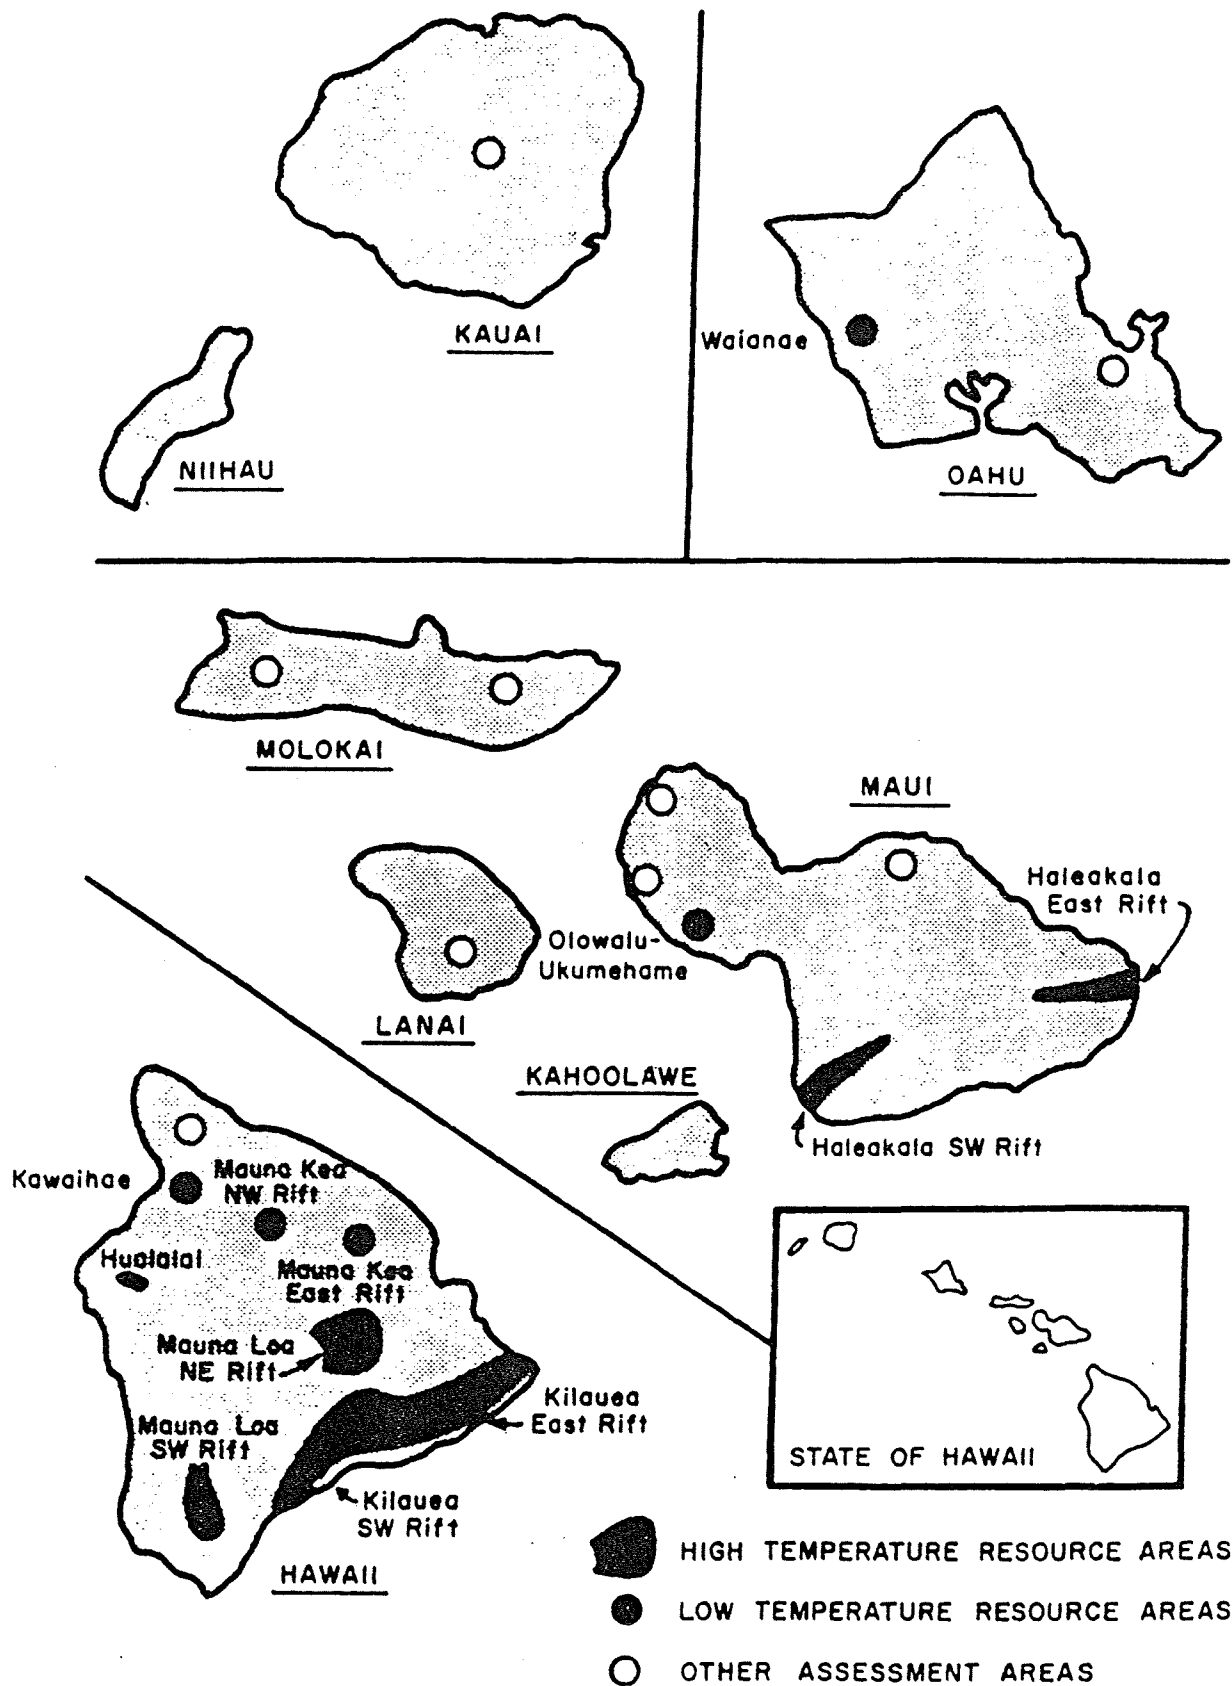 KAUAI
NIIHAU
Waianae
OAHU
MOLOKAI
MAUI
Haleakala
East Rift
Olowalu-
Ukumehame
LANAI
KAHOOLAWE
Haleakala SW Rift
Kawaihae
Mauna Kea
NW Rift
Hualalai
Mauna Kea
East Rift
Mauna Loa
NE Rift
Kilauea
East Rift
Mauna Loa
SW Rift
Kilauea
SW Rift
HAWAII
STATE OF HAWAII
HIGH TEMPERATURE RESOURCE AREAS
LOW TEMPERATURE RESOURCE AREAS
OTHER ASSESSMENT AREAS